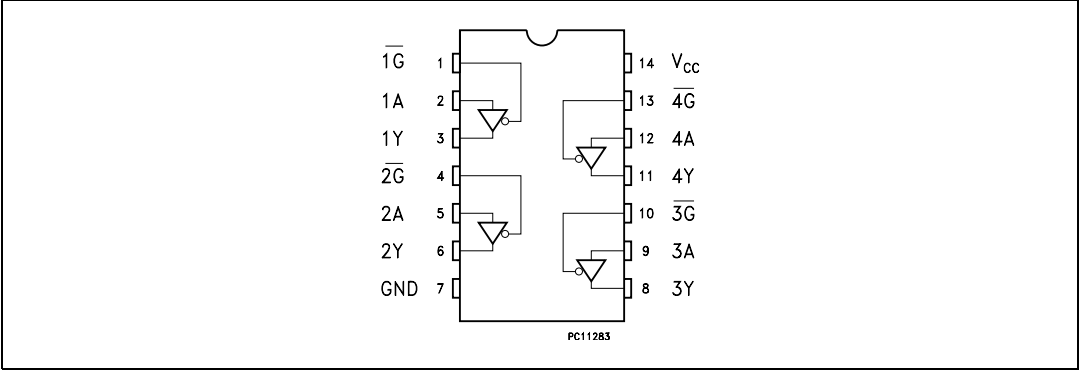 1G̅ 1 14 VCC
1A 2 13 4G̅
1Y 3 12 4A
2G̅ 4 11 4Y
2A 5 10 3G̅
2Y 6 9 3A
GND 7 8 3Y
PC11283